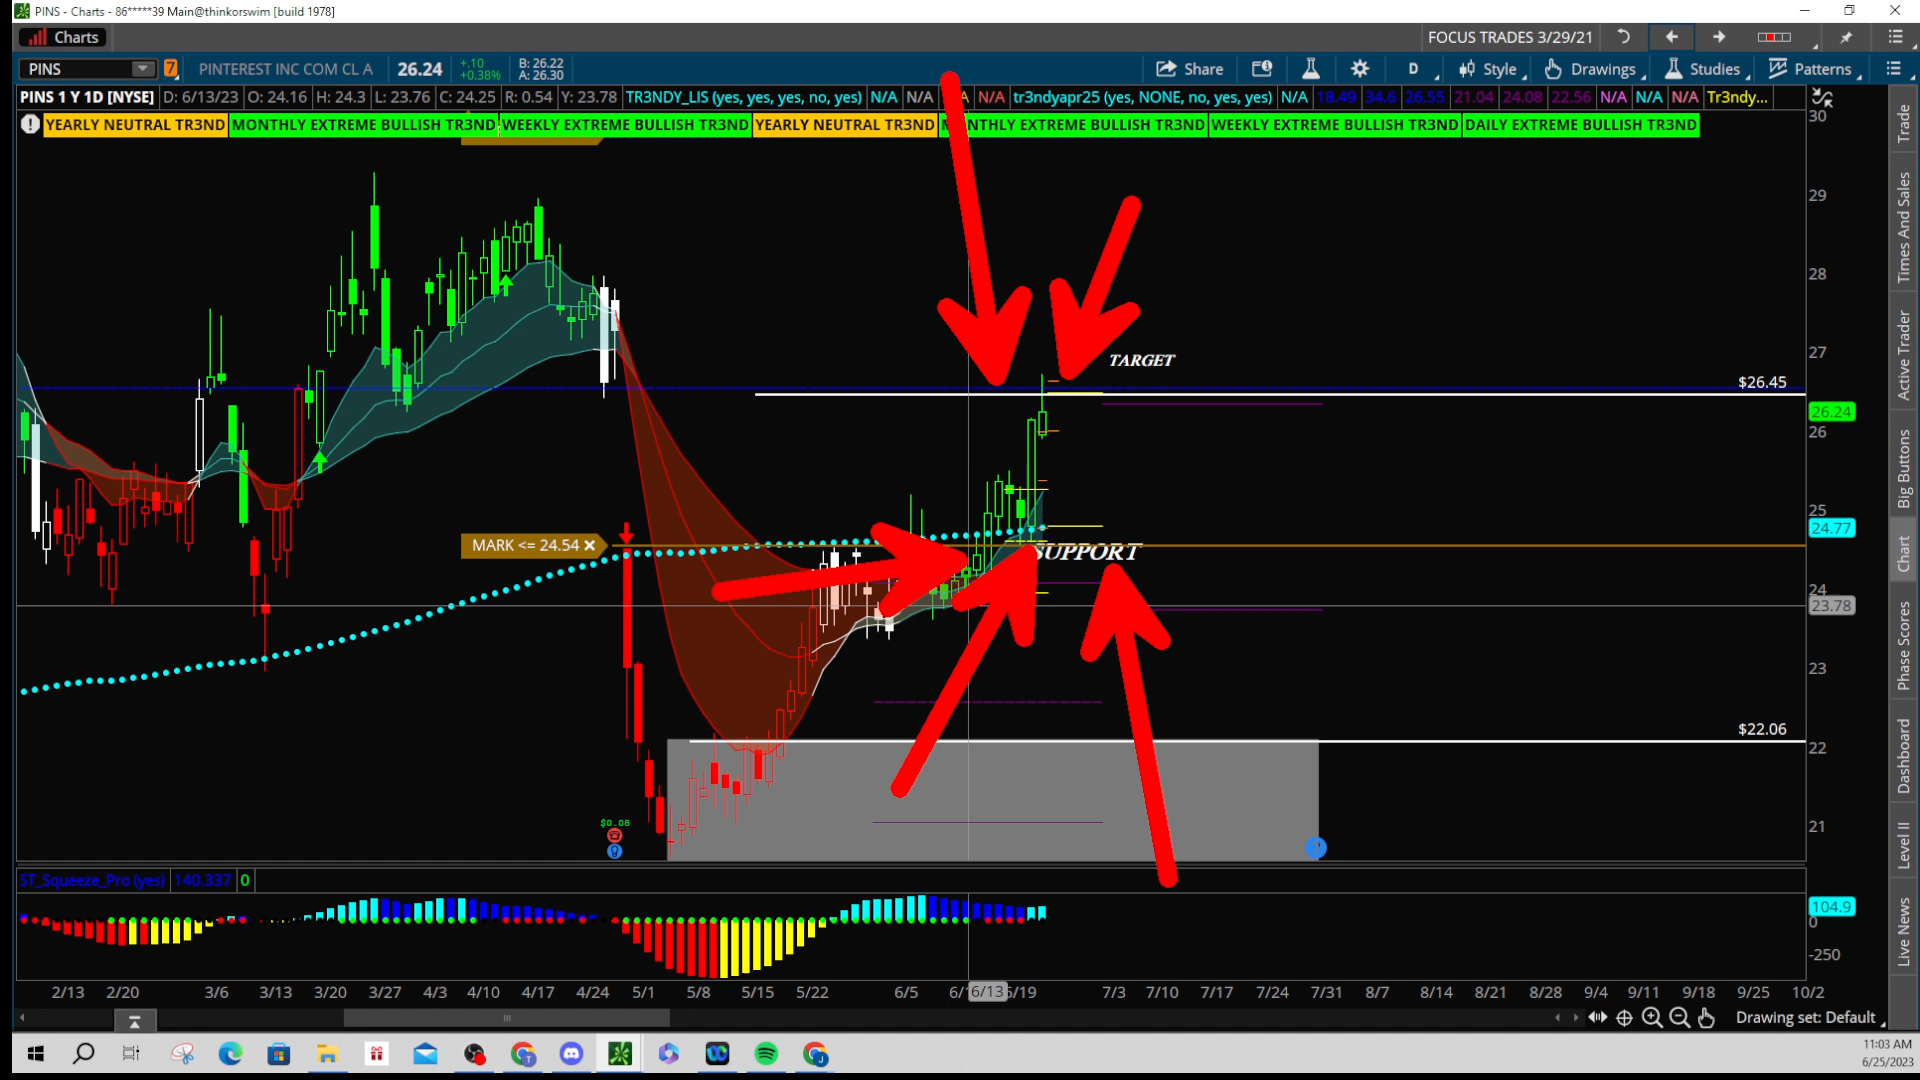 PINS - Charts - 86*****39 Main@thinkorswim [build 1978]
Charts
FOCUS TRADES 3/29/21
PINS
7
PINTEREST INC COM CL A
26.24
+.10
+0.38%
B: 26.22
A: 26.30
Share
D
Style
Drawings
Studies
Patterns
PINS 1 Y 1D [NYSE] D: 6/13/23 O: 24.16 H: 24.3 L: 23.76 C: 24.25 R: 0.54 Y: 23.78 TR3NDY_LIS (yes, yes, yes, no, yes) N/A N/A N/A tr3ndyapr25 (yes, NONE, no, yes, yes) N/A 18.49 34.6 26.55 21.04 24.08 22.56 N/A N/A N/A Tr3ndy...
YEARLY NEUTRAL TR3ND MONTHLY EXTREME BULLISH TR3ND WEEKLY EXTREME BULLISH TR3ND YEARLY NEUTRAL TR3ND NTHLY EXTREME BULLISH TR3ND WEEKLY EXTREME BULLISH TR3ND DAILY EXTREME BULLISH TR3ND
30
29
28
27
TARGET
$26.45
26.24
26
25
24.77
MARK <= 24.54
SUPPORT
24
23.78
23
$22.06
22
21
$0.08
ST_Squeeze_Pro (yes) 140.337 0
104.9
0
-250
2/13 2/20 3/6 3/13 3/20 3/27 4/3 4/10 4/17 4/24 5/1 5/8 5/15 5/22 6/5 6/13 6/19 7/3 7/10 7/17 7/24 7/31 8/7 8/14 8/21 8/28 9/4 9/11 9/18 9/25 10/2
Drawing set: Default
Trade
Times And Sales
Active Trader
Big Buttons
Chart
Phase Scores
Dashboard
Level II
Live News
11:03 AM
6/25/2023